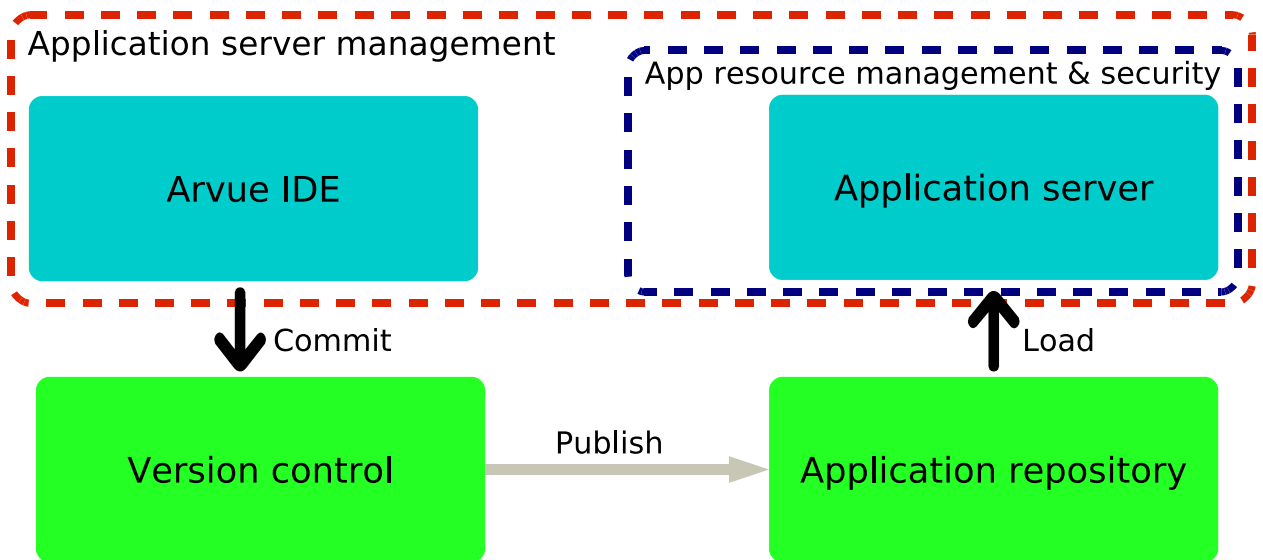 Application server management
App resource management & security
Arvue IDE
Application server
Commit
Load
Publish
Version control
Application repository